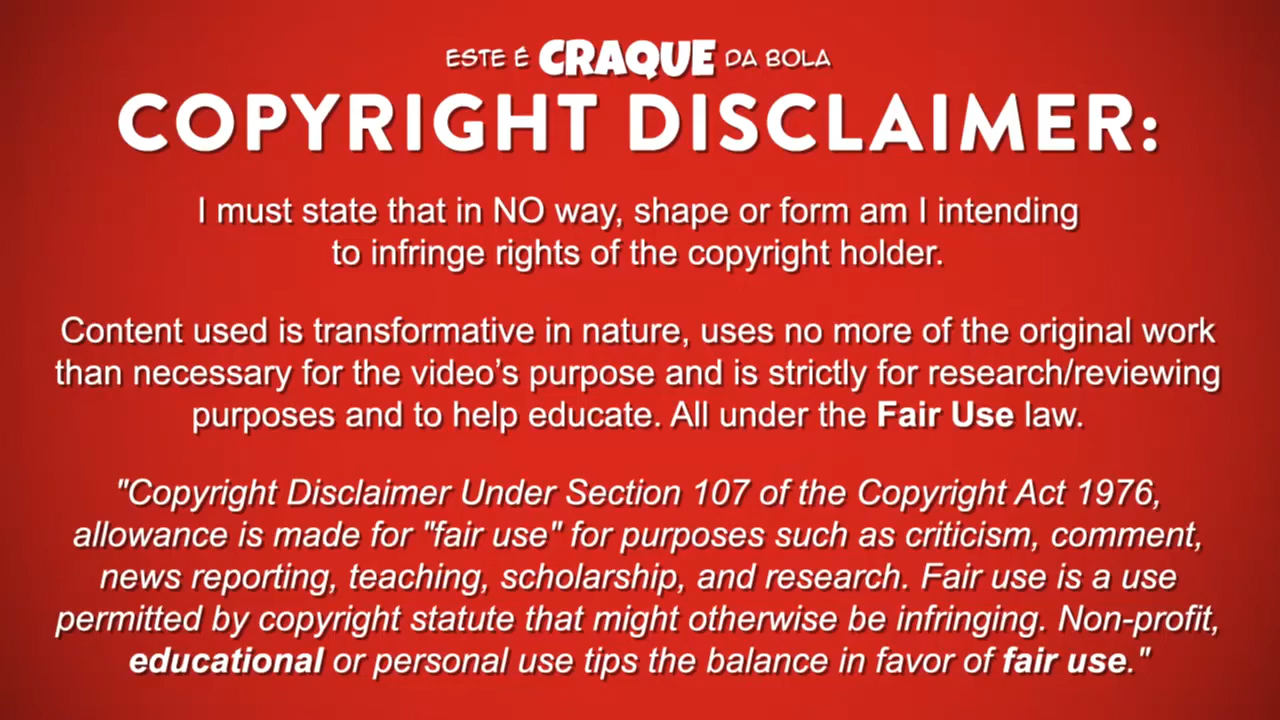 ESTE É CRAQUE DA BOLA
COPYRIGHT DISCLAIMER:
I must state that in NO way, shape or form am I intending
to infringe rights of the copyright holder.
Content used is transformative in nature, uses no more of the original work
than necessary for the video’s purpose and is strictly for research/reviewing
purposes and to help educate. All under the Fair Use law.
"Copyright Disclaimer Under Section 107 of the Copyright Act 1976,
allowance is made for "fair use" for purposes such as criticism, comment,
news reporting, teaching, scholarship, and research. Fair use is a use
permitted by copyright statute that might otherwise be infringing. Non-profit,
educational or personal use tips the balance in favor of fair use."